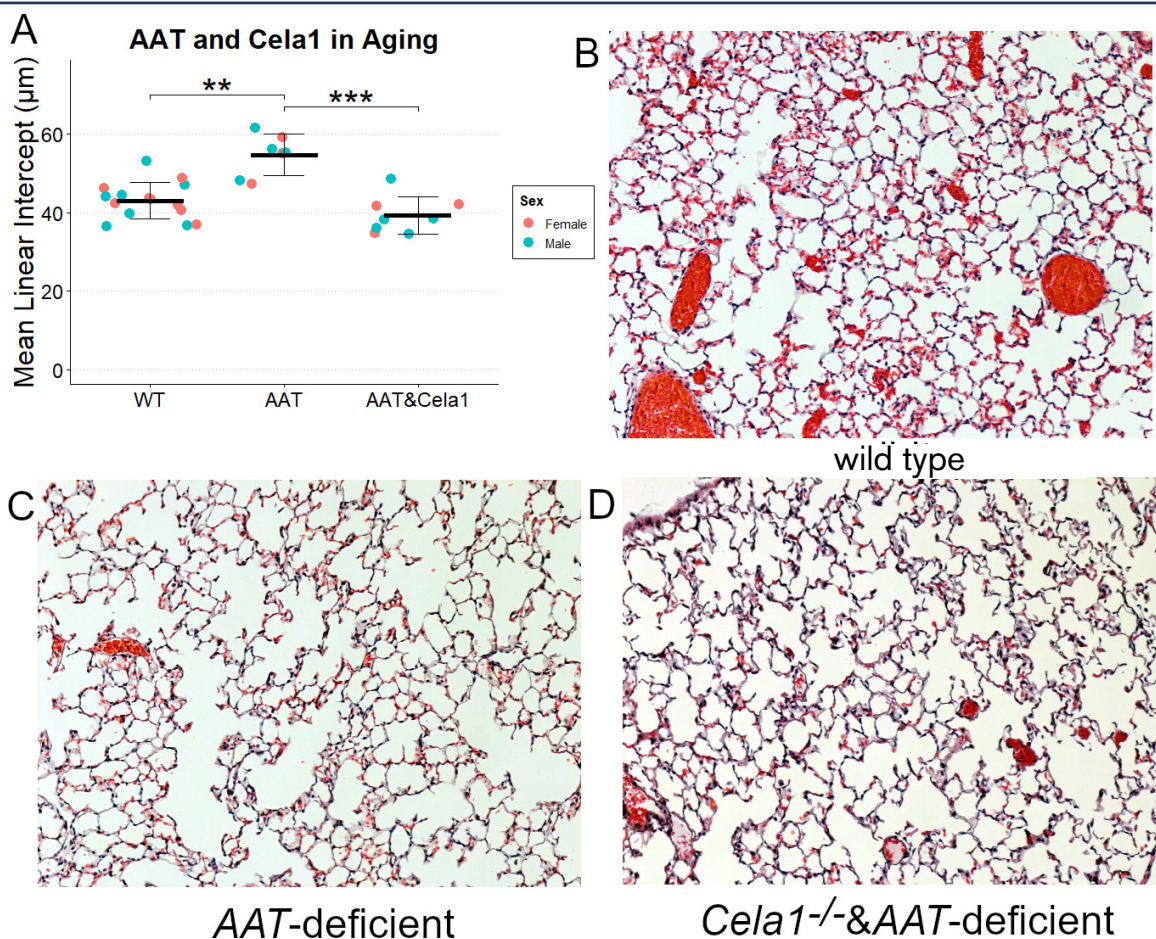 A
AAT and Cela1 in Aging
Mean Linear Intercept (µm)
60
40
20
0
**
***
WT
AAT
AAT&Cela1
Sex
Female
Male
B
wild type
C
AAT-deficient
D
Cela1-/-&AAT-deficient